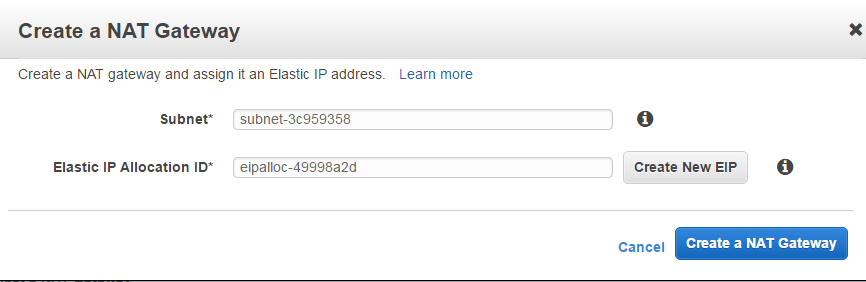 Create a NAT Gateway
Create a NAT gateway and assign it an Elastic IP address. Learn more
Subnet* subnet-3c959358
Elastic IP Allocation ID* eipalloc-49998a2d Create New EIP
Cancel Create a NAT Gateway